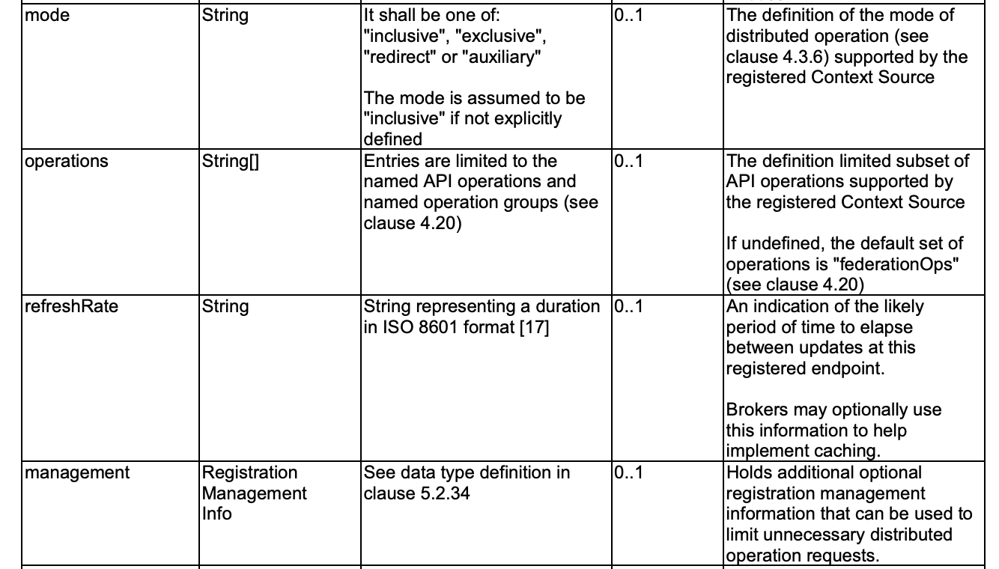 mode
String
It shall be one of:
"inclusive", "exclusive",
"redirect" or "auxiliary"
The mode is assumed to be
"inclusive" if not explicitly
defined
0..1
The definition of the mode of
distributed operation (see
clause 4.3.6) supported by the
registered Context Source
operations
String[]
Entries are limited to the
named API operations and
named operation groups (see
clause 4.20)
0..1
The definition limited subset of
API operations supported by
the registered Context Source
If undefined, the default set of
operations is "federationOps"
(see clause 4.20)
refreshRate
String
String representing a duration
in ISO 8601 format [17]
0..1
An indication of the likely
period of time to elapse
between updates at this
registered endpoint.
Brokers may optionally use
this information to help
implement caching.
management
Registration
Management
Info
See data type definition in
clause 5.2.34
0..1
Holds additional optional
registration management
information that can be used to
limit unnecessary distributed
operation requests.